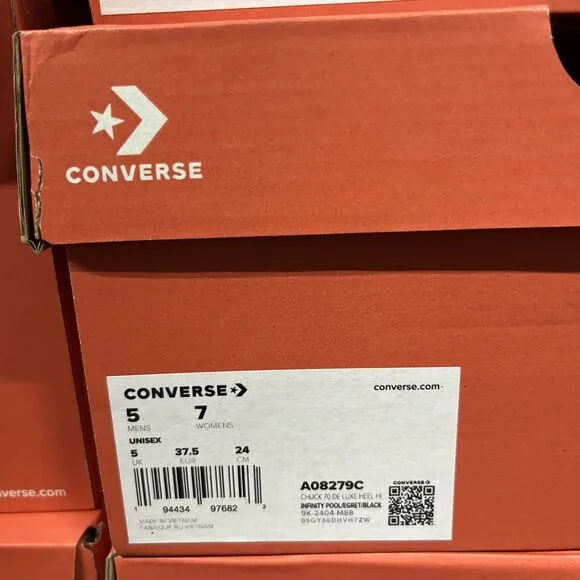 CONVERSE
CONVERSE
converse.com
5 7
MENS WOMENS
UNISEX
5 37.5 24
UK EUR CM
1 94434 97682 3
MADE IN VIETNAM
FABRIQUE AU VIETNAM
A08279C
CHUCK 70 DE LUXE HEEL HI
INFINITY POOL/EGRET/BLACK
9K-2404-M88
CONVERSE
nverse.com